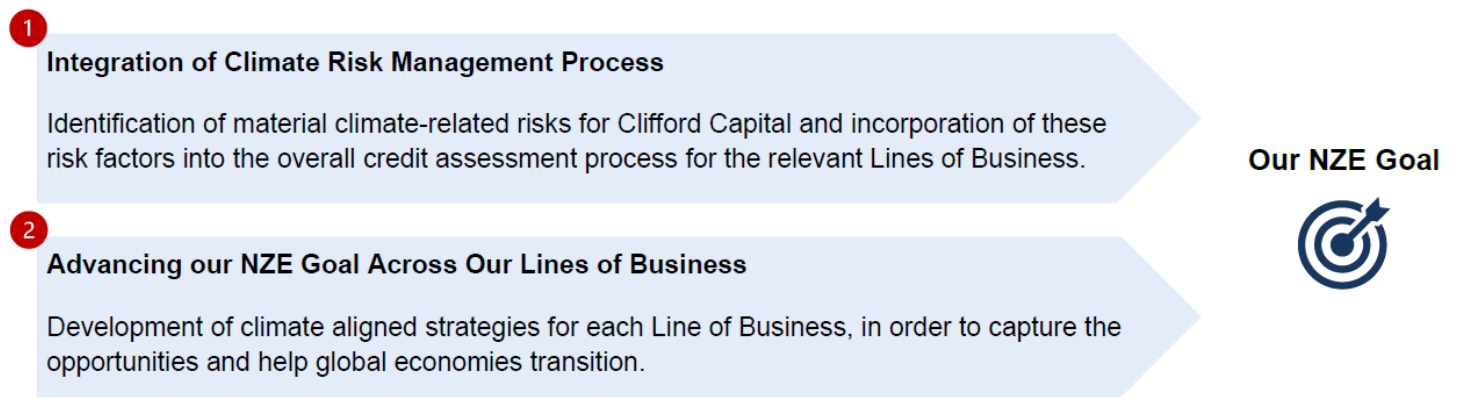 1
Integration of Climate Risk Management Process
Identification of material climate-related risks for Clifford Capital and incorporation of these
risk factors into the overall credit assessment process for the relevant Lines of Business.
2
Advancing our NZE Goal Across Our Lines of Business
Development of climate aligned strategies for each Line of Business, in order to capture the
opportunities and help global economies transition.
Our NZE Goal